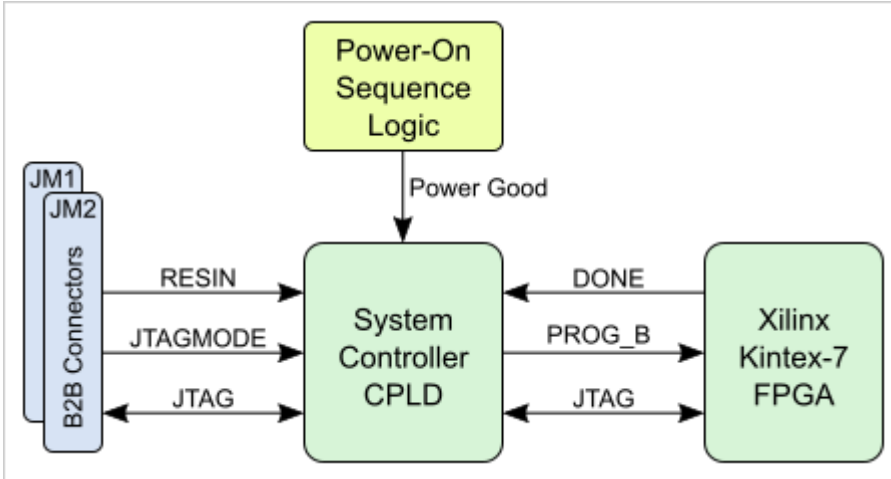 Power-On
Sequence
Logic
Power Good
JM1
JM2
B2B Connectors
RESIN
JTAGMODE
JTAG
System
Controller
CPLD
DONE
PROG_B
JTAG
Xilinx
Kintex-7
FPGA